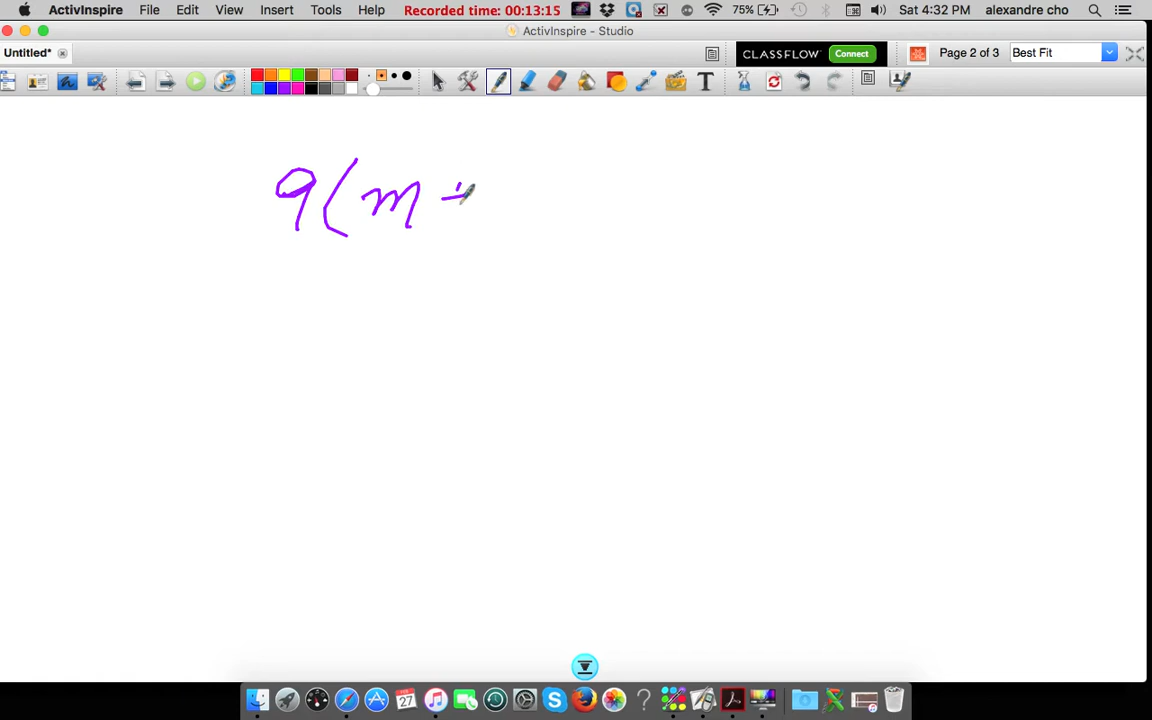 ActivInspire File Edit View Insert Tools Help Recorded time: 00:13:15 75% Sat 4:32 PM alexandre cho
ActivInspire - Studio
Untitled* CLASSFLOW Connect Page 2 of 3 Best Fit
T
9(m +
27